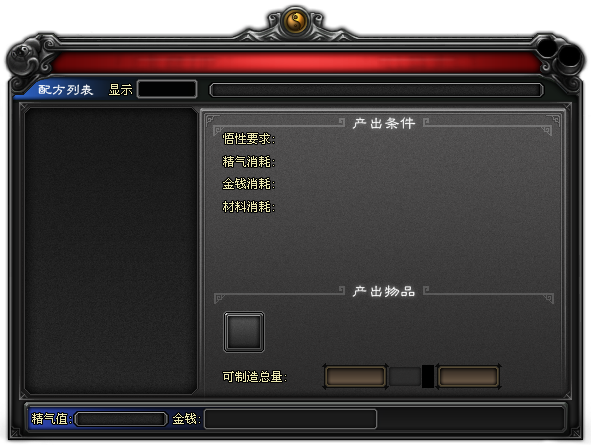 配方列表 显示
产出条件
悟性要求:
精气消耗:
金钱消耗:
材料消耗:
产出物品
可制造总量:
精气值: 金钱: